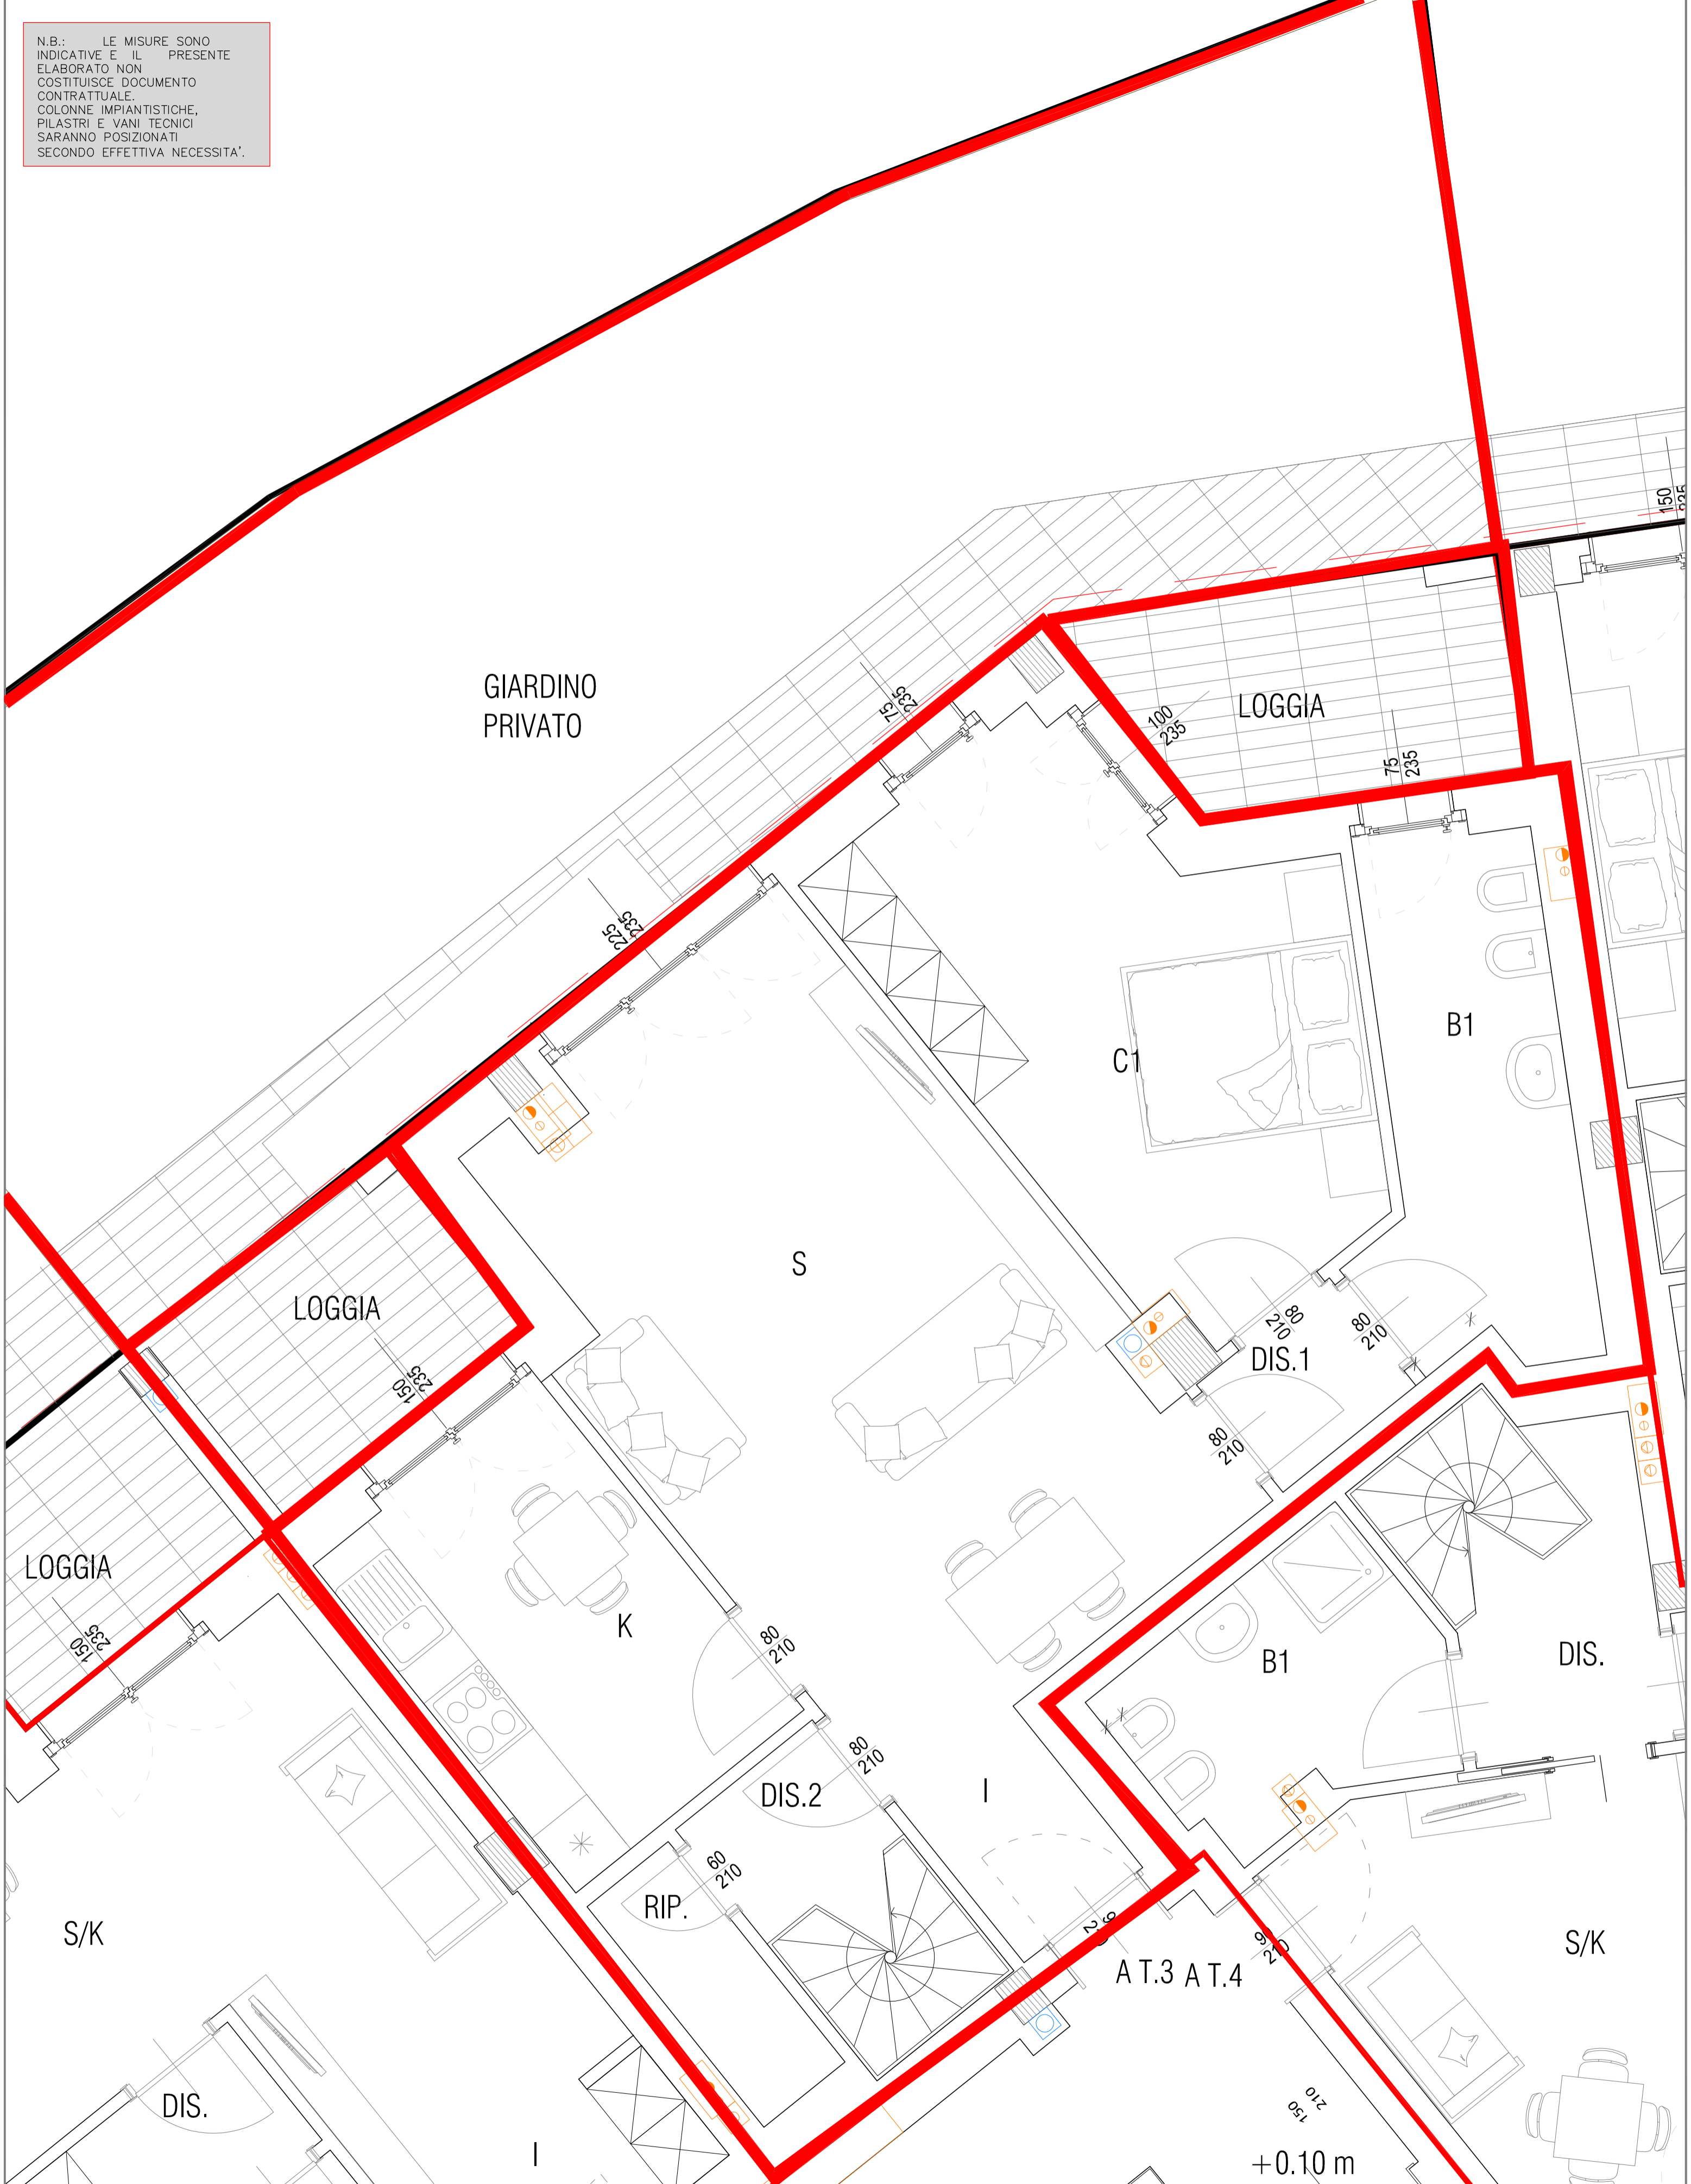 N.B.: LE MISURE SONO
INDICATIVE E IL PRESENTE
ELABORATO NON
COSTITUISCE DOCUMENTO
CONTRATTUALE.
COLONNE IMPIANTISTICHE,
PILASTRI E VANI TECNICI
SARANNO POSIZIONATI
SECONDO EFFETTIVA NECESSITA'.
150
235
GIARDINO
PRIVATO
75
235
100
235
LOGGIA
75
235
225
235
B1
C1
S
LOGGIA
80
210
80
210
DIS.1
150
235
80
210
LOGGIA
K
80
210
150
235
B1
DIS.
80
210
DIS.2
I
60
210
RIP.
S/K
S/K
A T.3
A T.4
210
DIS.
150
210
I
+0.10 m